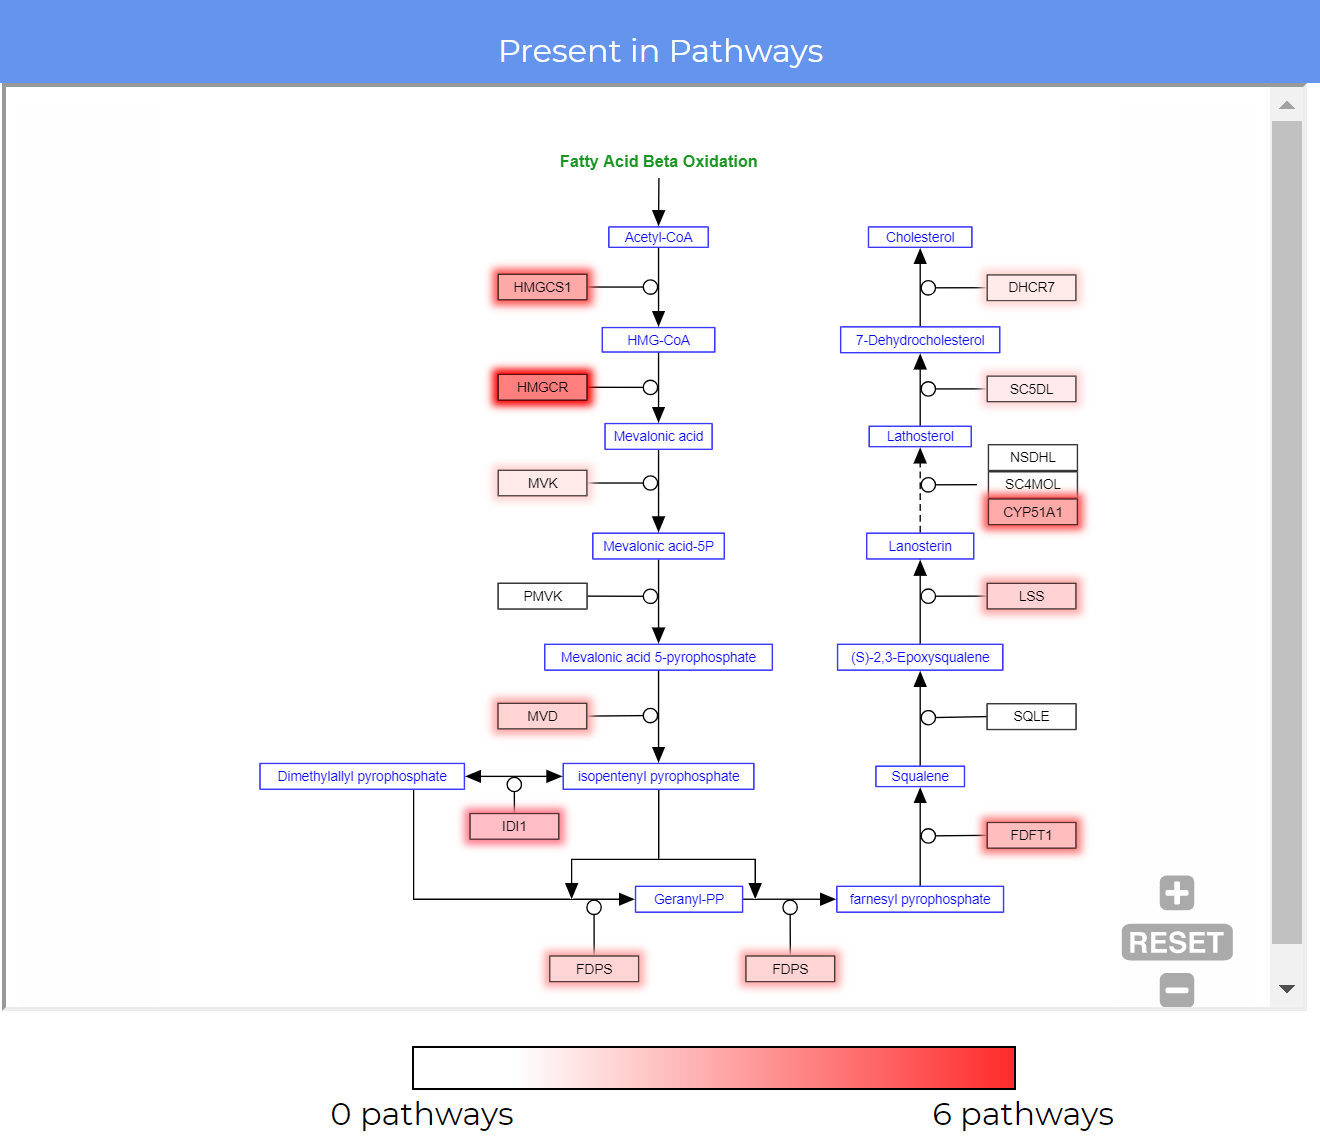 Present in Pathways
Fatty Acid Beta Oxidation
Acetyl-CoA
HMGCS1
HMG-CoA
HMGCR
Mevalonic acid
MVK
Mevalonic acid-5P
PMVK
Mevalonic acid 5-pyrophosphate
MVD
Dimethylallyl pyrophosphate
isopentenyl pyrophosphate
IDI1
Geranyl-PP
FDPS
FDPS
farnesyl pyrophosphate
FDFT1
Squalene
SQLE
(S)-2,3-Epoxysqualene
LSS
Lanosterin
NSDHL
SC4MOL
CYP51A1
Lathosterol
SC5DL
7-Dehydrocholesterol
DHCR7
Cholesterol
+
RESET
−
0 pathways
6 pathways